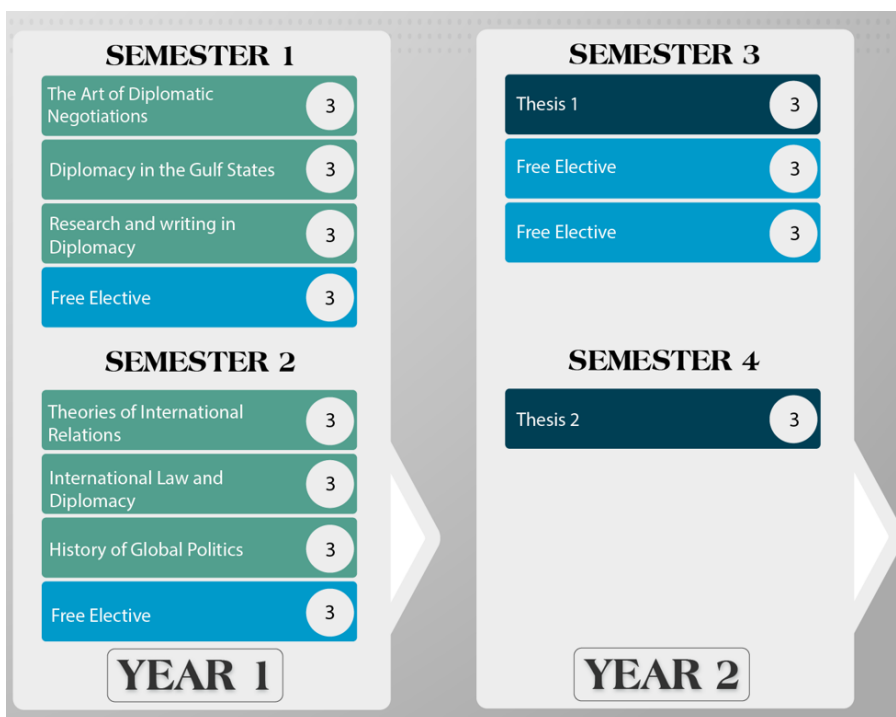 SEMESTER 1
The Art of Diplomatic
Negotiations
3
Diplomacy in the Gulf States
3
Research and writing in
Diplomacy
3
Free Elective
3
SEMESTER 2
Theories of International
Relations
3
International Law and
Diplomacy
3
History of Global Politics
3
Free Elective
3
YEAR 1
SEMESTER 3
Thesis 1
3
Free Elective
3
Free Elective
3
SEMESTER 4
Thesis 2
3
YEAR 2